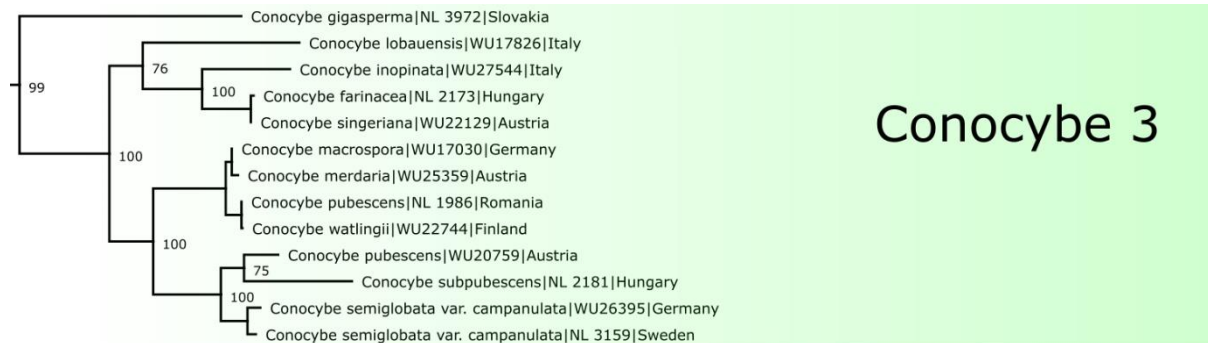 Conocybe gigasperma|NL 3972|Slovakia
Conocybe lobauensis|WU17826|Italy
76
Conocybe inopinata|WU27544|Italy
99
100
Conocybe farinacea|NL 2173|Hungary
Conocybe singeriana|WU22129|Austria
Conocybe 3
100
Conocybe macrospora|WU17030|Germany
Conocybe merdaria|WU25359|Austria
Conocybe pubescens|NL 1986|Romania
Conocybe watlingii|WU22744|Finland
100
Conocybe pubescens|WU20759|Austria
75
Conocybe subpubescens|NL 2181|Hungary
100
Conocybe semiglobata var. campanulata|WU26395|Germany
Conocybe semiglobata var. campanulata|NL 3159|Sweden